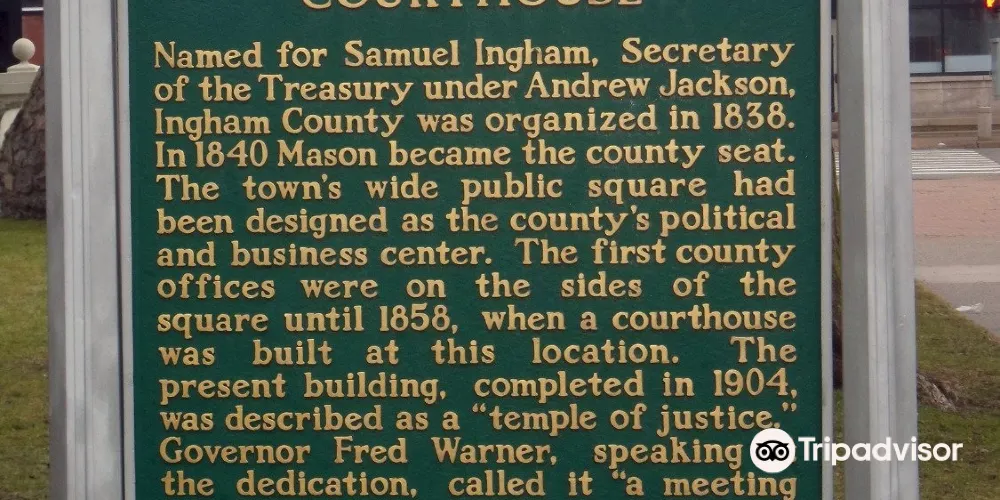 COURTHOUSE
Named for Samuel Ingham, Secretary
of the Treasury under Andrew Jackson,
Ingham County was organized in 1838.
In 1840 Mason became the county seat.
The town's wide public square had
been designed as the county's political
and business center. The first county
offices were on the sides of the
square until 1858, when a courthouse
was built at this location. The
present building, completed in 1904,
was described as a "temple of justice."
Governor Fred Warner, speaking
the dedication, called it "a meeting
Tripadvisor